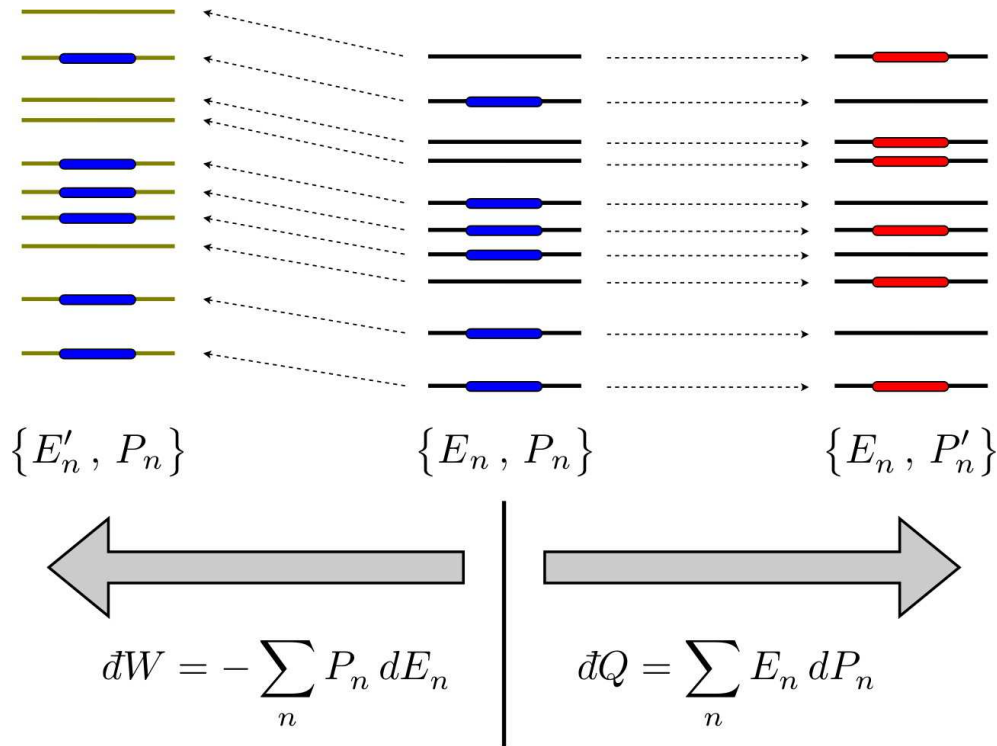 {E′ₙ , Pₙ} {Eₙ , Pₙ} {Eₙ , P′ₙ}
đW = − ∑ₙ Pₙ dEₙ
đQ = ∑ₙ Eₙ dPₙ